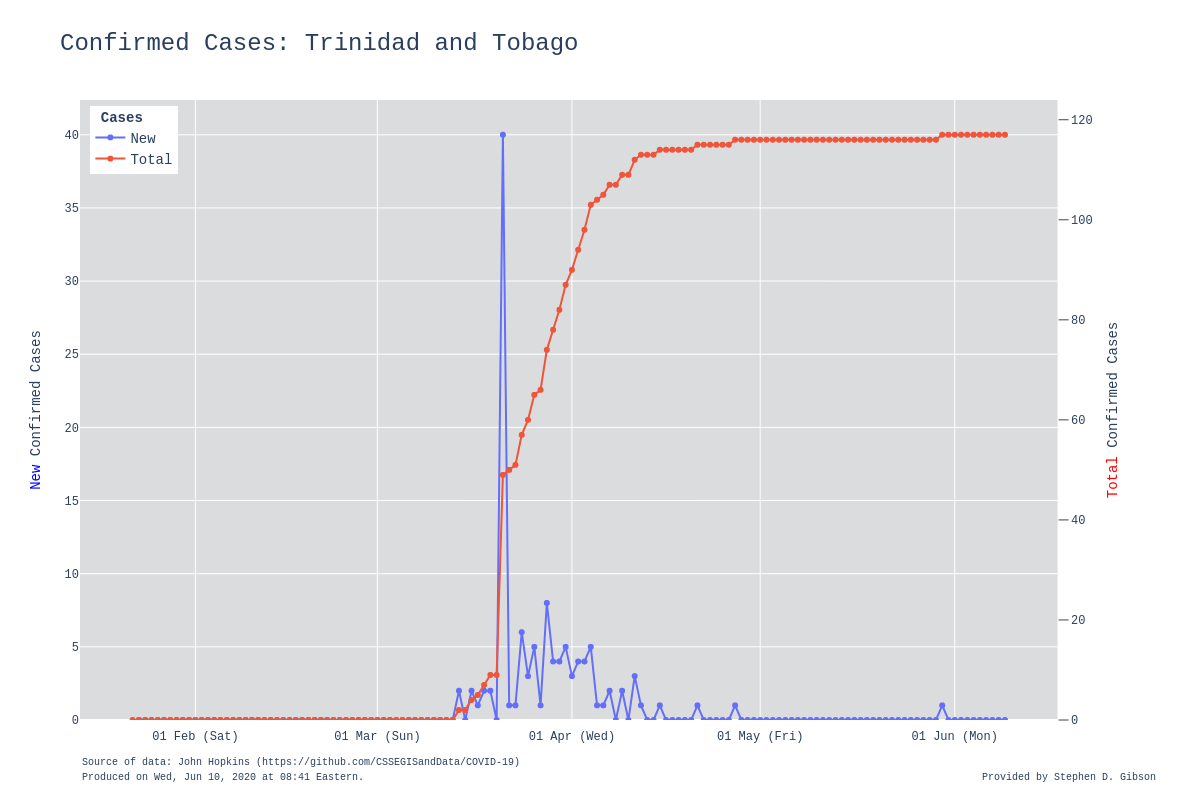 Confirmed Cases: Trinidad and Tobago
Cases
New
Total
40
35
30
25
20
15
10
5
0
120
100
80
60
40
20
0
New Confirmed Cases
Total Confirmed Cases
01 Feb (Sat)
01 Mar (Sun)
01 Apr (Wed)
01 May (Fri)
01 Jun (Mon)
Source of data: John Hopkins (https://github.com/CSSEGISandData/COVID-19)
Produced on Wed, Jun 10, 2020 at 08:41 Eastern.
Provided by Stephen D. Gibson